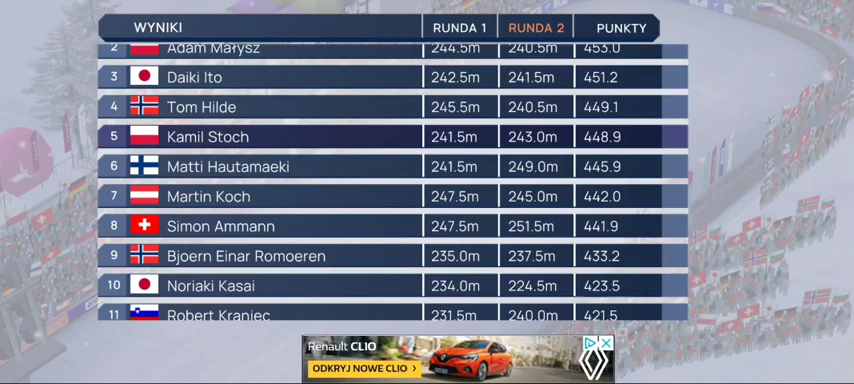 WYNIKI RUNDA 1 RUNDA 2 PUNKTY
2 Adam Małysz 244.5m 240.5m 453.0
3 Daiki Ito 242.5m 241.5m 451.2
4 Tom Hilde 245.5m 240.5m 449.1
5 Kamil Stoch 241.5m 243.0m 448.9
6 Matti Hautamaeki 241.5m 249.0m 445.9
7 Martin Koch 247.5m 245.0m 442.0
8 Simon Ammann 247.5m 251.5m 441.9
9 Bjoern Einar Romoeren 235.0m 237.5m 433.2
10 Noriaki Kasai 234.0m 224.5m 423.5
11 Robert Kranjec 231.5m 240.0m 421.5
Renault CLIO
ODKRYJ NOWE CLIO >